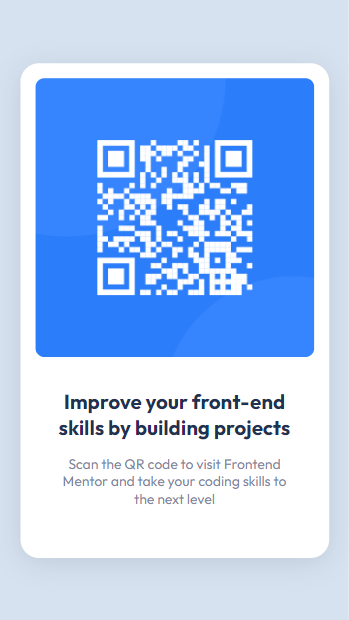 Improve your front-end
skills by building projects
Scan the QR code to visit Frontend
Mentor and take your coding skills to
the next level